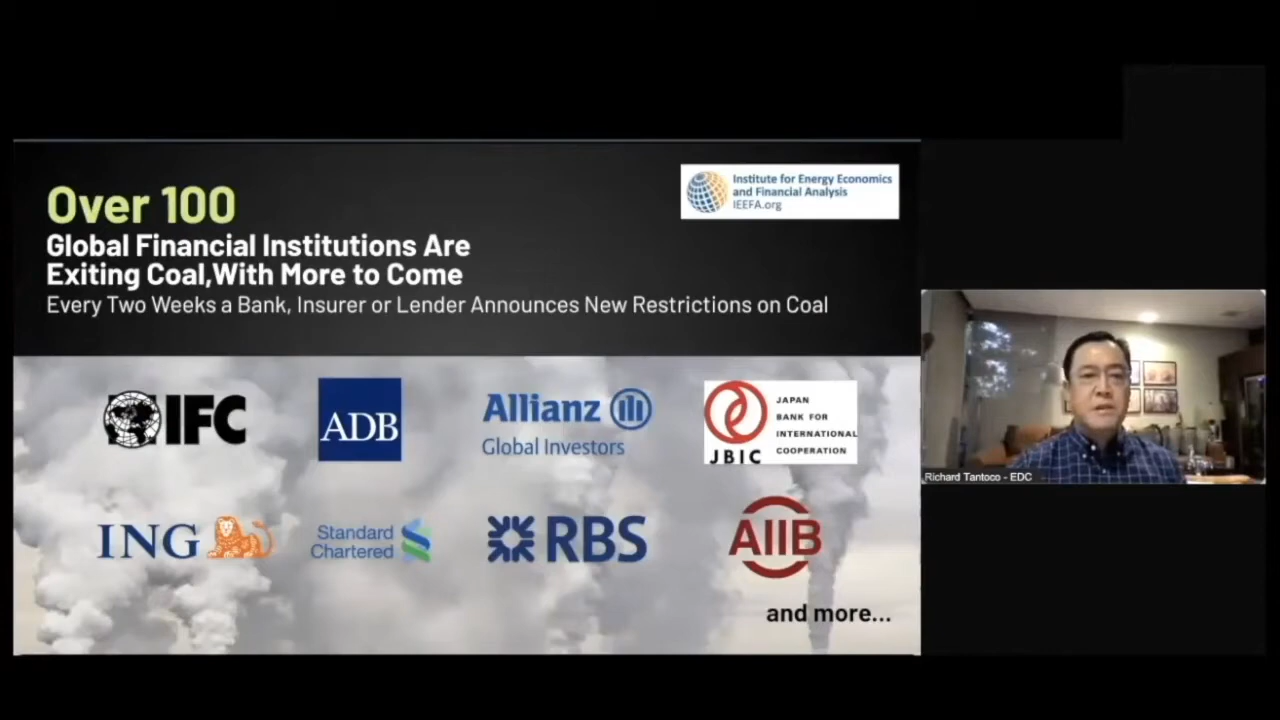 Over 100
Global Financial Institutions Are
Exiting Coal,With More to Come
Every Two Weeks a Bank, Insurer or Lender Announces New Restrictions on Coal
Institute for Energy Economics
and Financial Analysis
IEEFA.org
IFC
ADB
Allianz
Global Investors
JBIC
JAPAN
BANK FOR
INTERNATIONAL
COOPERATION
ING
Standard
Chartered
RBS
AIIB
and more...
Richard Tantoco - EDC